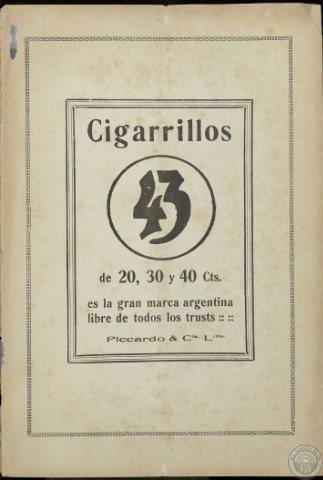 Cigarrillos
43
de 20, 30 y 40 Cts.
es la gran marca argentina
libre de todos los trusts :: ::
Piccardo & Cía. Ltda.